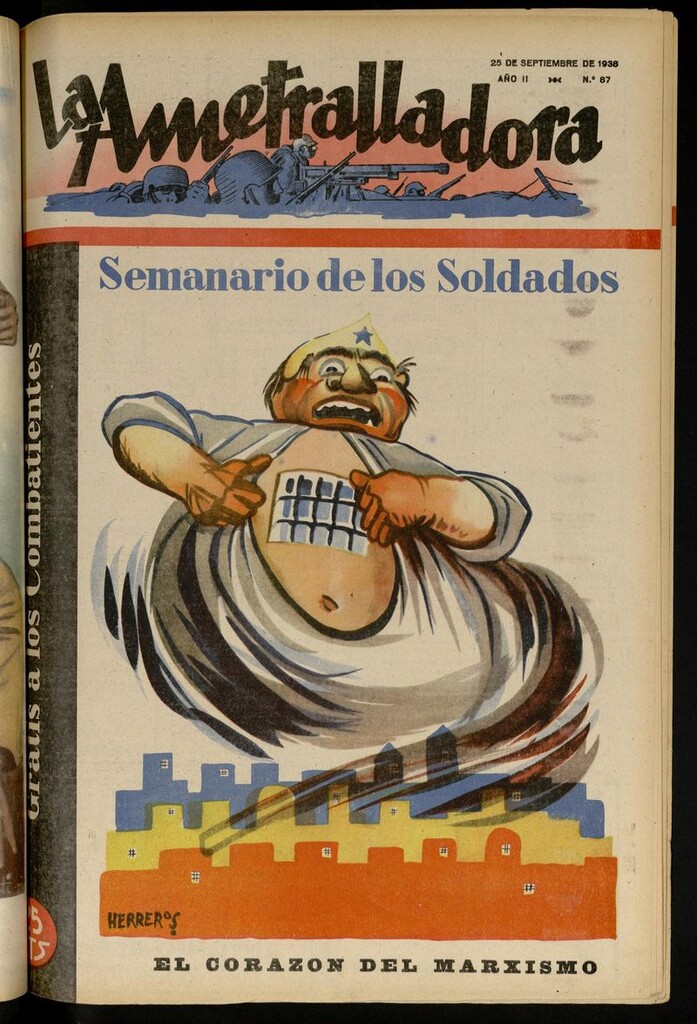 25 DE SEPTIEMBRE DE 1938
AÑO II N.º 87
La Ametralladora
Semanario de los Soldados
Gratis a los Combatientes
HERREROS
EL CORAZON DEL MARXISMO